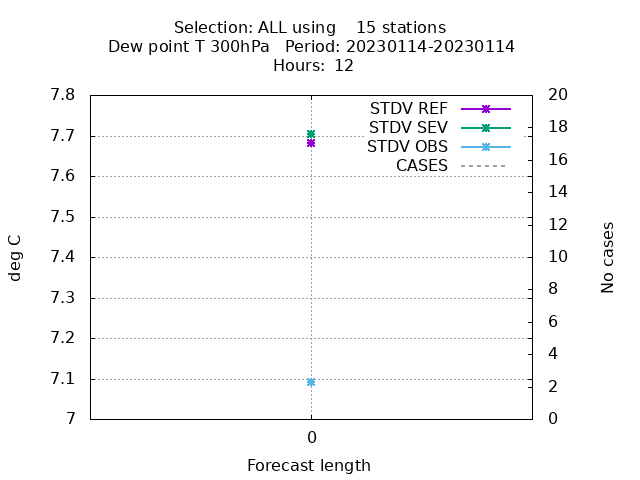 Selection: ALL using    15 stations
Dew point T 300hPa   Period: 20230114-20230114
Hours: 12
STDV REF
STDV SEV
STDV OBS
CASES
7.8
7.7
7.6
7.5
7.4
7.3
7.2
7.1
7
20
18
16
14
12
10
8
6
4
2
0
deg C
No cases
0
Forecast length